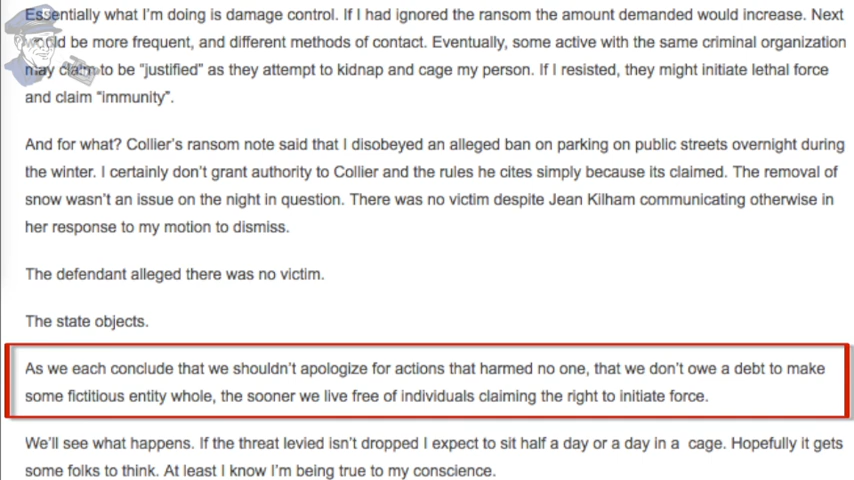 Essentially what I'm doing is damage control. If I had ignored the ransom the amount demanded would increase. Next
would be more frequent, and different methods of contact. Eventually, some active with the same criminal organization
may claim to be “justified” as they attempt to kidnap and cage my person. If I resisted, they might initiate lethal force
and claim “immunity”.
And for what? Collier's ransom note said that I disobeyed an alleged ban on parking on public streets overnight during
the winter. I certainly don't grant authority to Collier and the rules he cites simply because its claimed. The removal of
snow wasn't an issue on the night in question. There was no victim despite Jean Kilham communicating otherwise in
her response to my motion to dismiss.
The defendant alleged there was no victim.
The state objects.
As we each conclude that we shouldn't apologize for actions that harmed no one, that we don't owe a debt to make
some fictitious entity whole, the sooner we live free of individuals claiming the right to initiate force.
We'll see what happens. If the threat levied isn't dropped I expect to sit half a day or a day in a cage. Hopefully it gets
some folks to think. At least I know I'm being true to my conscience.